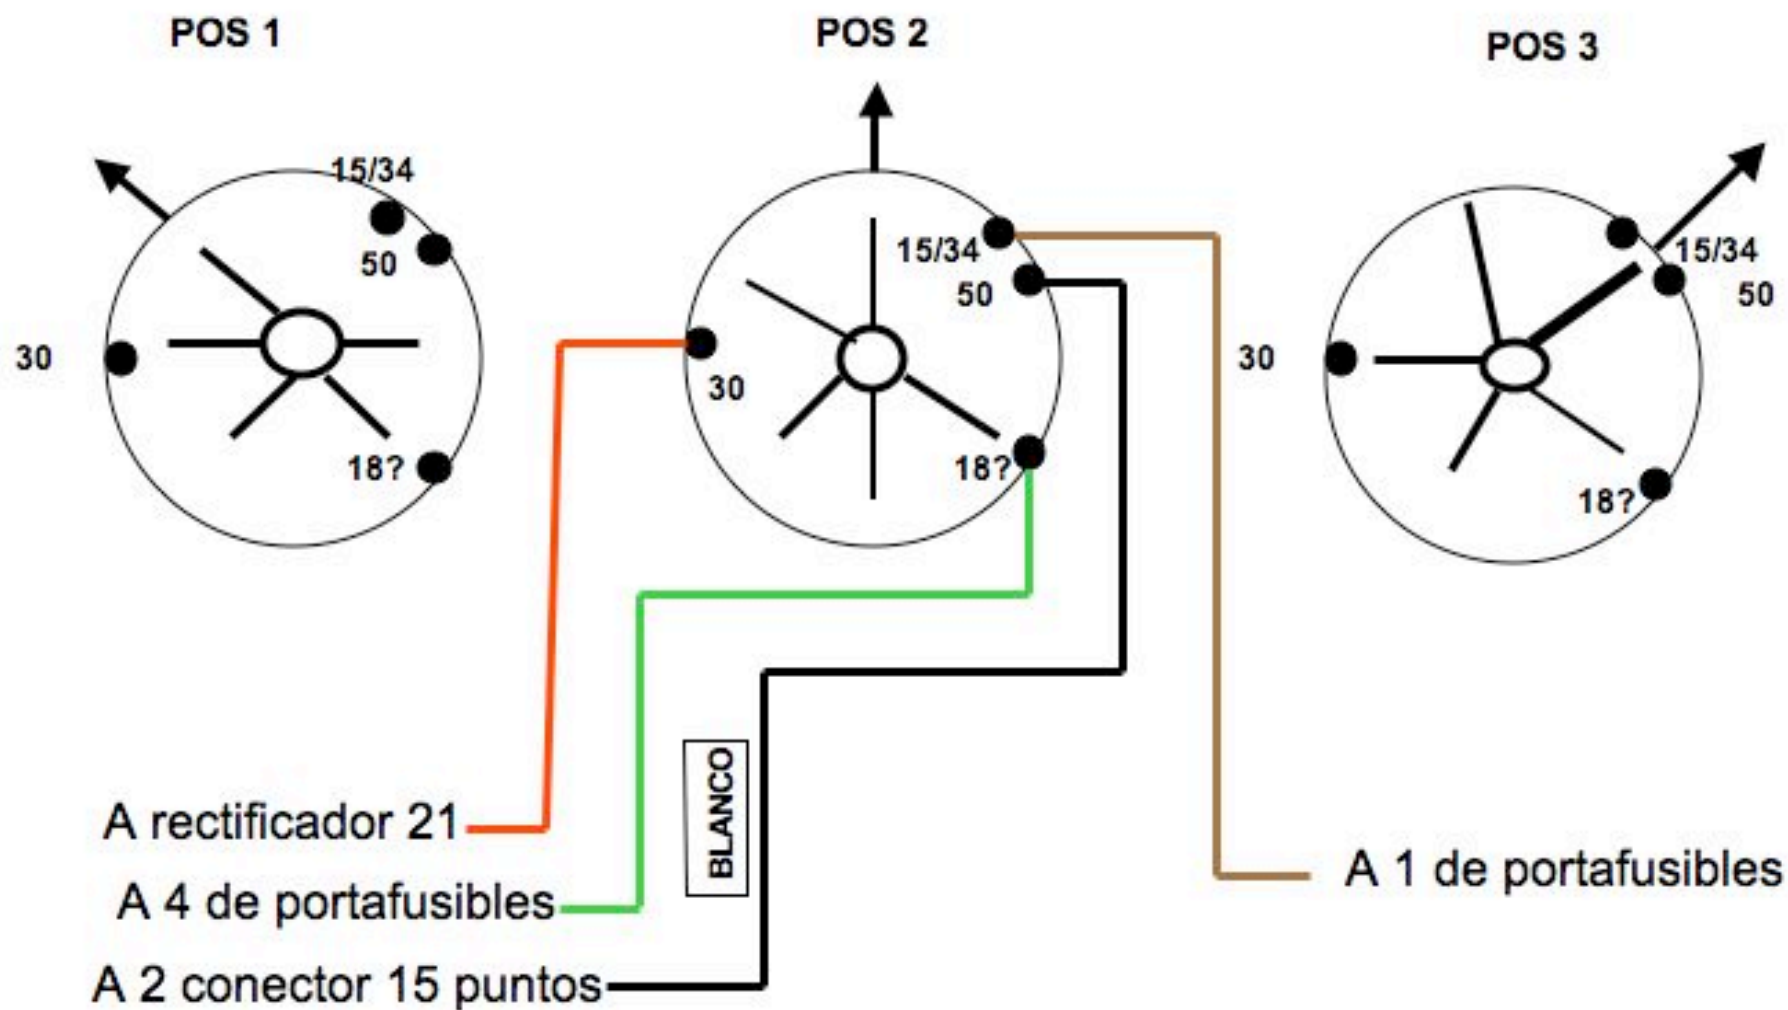 POS 1
POS 2
POS 3
15/34
50
30
18?
15/34
50
30
18?
15/34
50
30
18?
BLANCO
A rectificador 21
A 4 de portafusibles
A 2 conector 15 puntos
A 1 de portafusibles